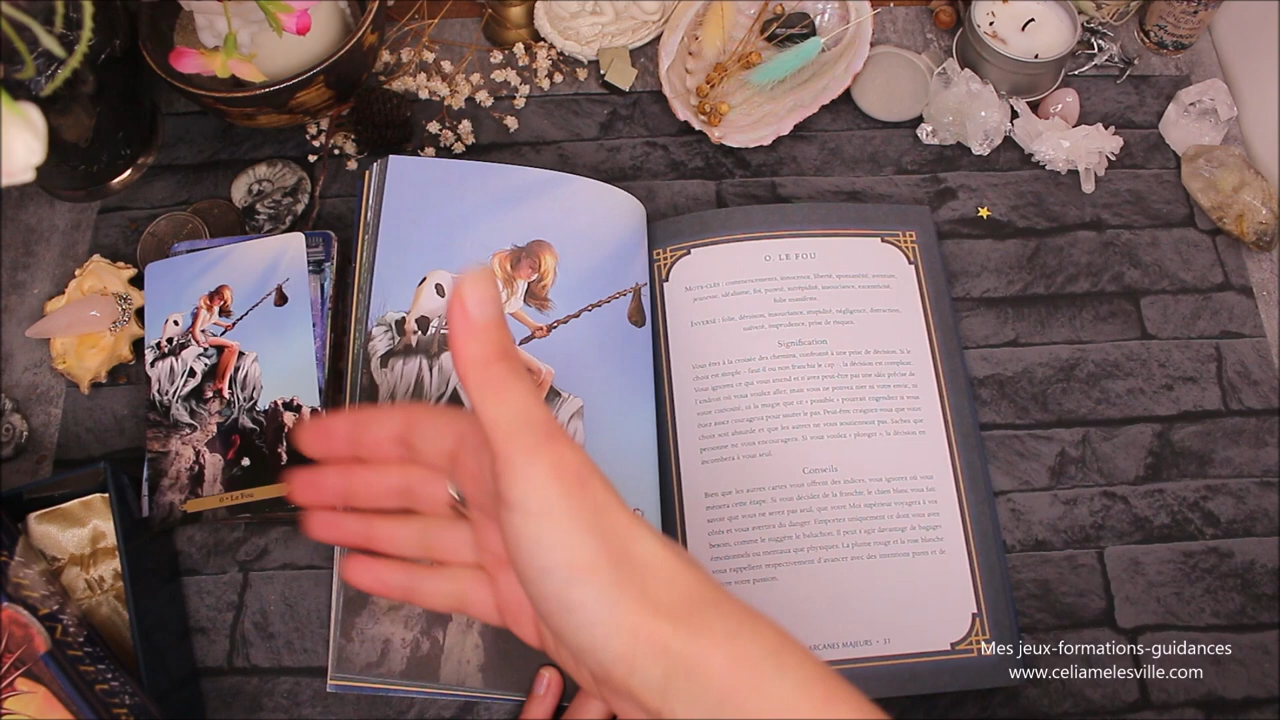 0 • Le Fou
0. LE FOU
MOTS-CLÉS : commencements, innocence, liberté, spontanéité, aventure,
jeunesse, idéalisme, foi, pureté, intrépidité, insouciance, excentricité,
folie manifeste.
INVERSÉ : folie, dérision, insouciance, stupidité, négligence, distraction,
naïveté, imprudence, prise de risques.
Signification
Vous êtes à la croisée des chemins, confronté à une prise de décision. Si le
choix est simple – faut-il ou non franchir le cap –, la décision est complexe.
Vous ignorez ce qui vous attend et n'avez peut-être pas une idée précise de
l'endroit où vous voulez aller, mais vous ne pouvez nier ni votre envie, ni
votre curiosité, ni la magie que ce « possible » pourrait engendrer si vous
étiez assez courageux pour sauter le pas. Peut-être craignez-vous que vous
choix soit absurde et que les autres ne vous soutiennent pas. Sachez que
personne ne vous encouragera. Si vous voulez « plonger », la décision en
incombera à vous seul.
Conseils
Bien que les autres cartes vous offrent des indices, vous ignorez où vous
mènera cette étape. Si vous décidez de la franchir, le chien blanc vous fait
savoir que vous ne serez pas seul, que votre Moi supérieur voyagera à vos
côtés et vous avertira du danger. Emportez uniquement ce dont vous avez
besoin, comme le suggère le baluchon. Il peut s'agir davantage de bagages
émotionnels ou mentaux que physiques. La plume rouge et la rose blanche
vous rappellent respectivement d'avancer avec des intentions pures et de
votre passion.
ARCANES MAJEURS • 31
Mes jeux-formations-guidances
www.celiamelesville.com